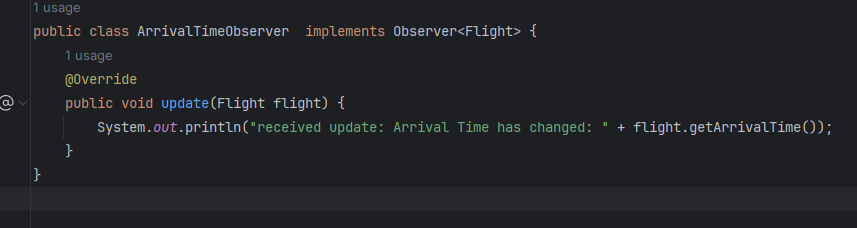 1 usage
public class ArrivalTimeObserver  implements Observer<Flight> {
1 usage
@Override
public void update(Flight flight) {
System.out.println("received update: Arrival Time has changed: " + flight.getArrivalTime());
}
}